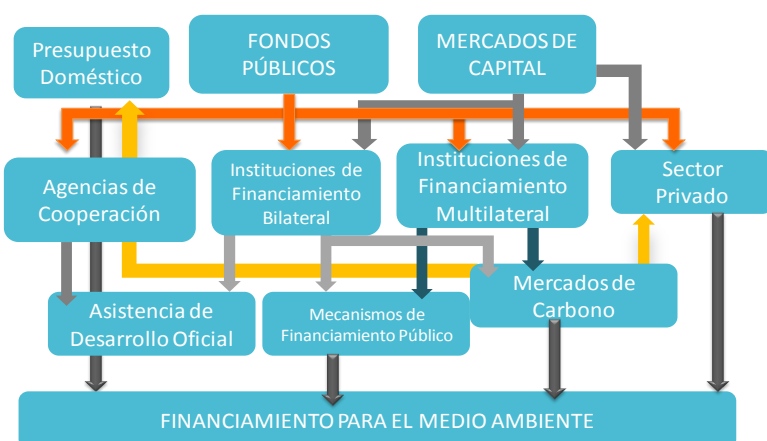 Presupuesto
Doméstico
FONDOS
PÚBLICOS
MERCADOS DE
CAPITAL
Agencias de
Cooperación
Instituciones de
Financiamiento
Bilateral
Instituciones de
Financiamiento
Multilateral
Sector
Privado
Asistencia de
Desarrollo Oficial
Mecanismos de
Financiamiento Público
Mercados de
Carbono
FINANCIAMIENTO PARA EL MEDIO AMBIENTE